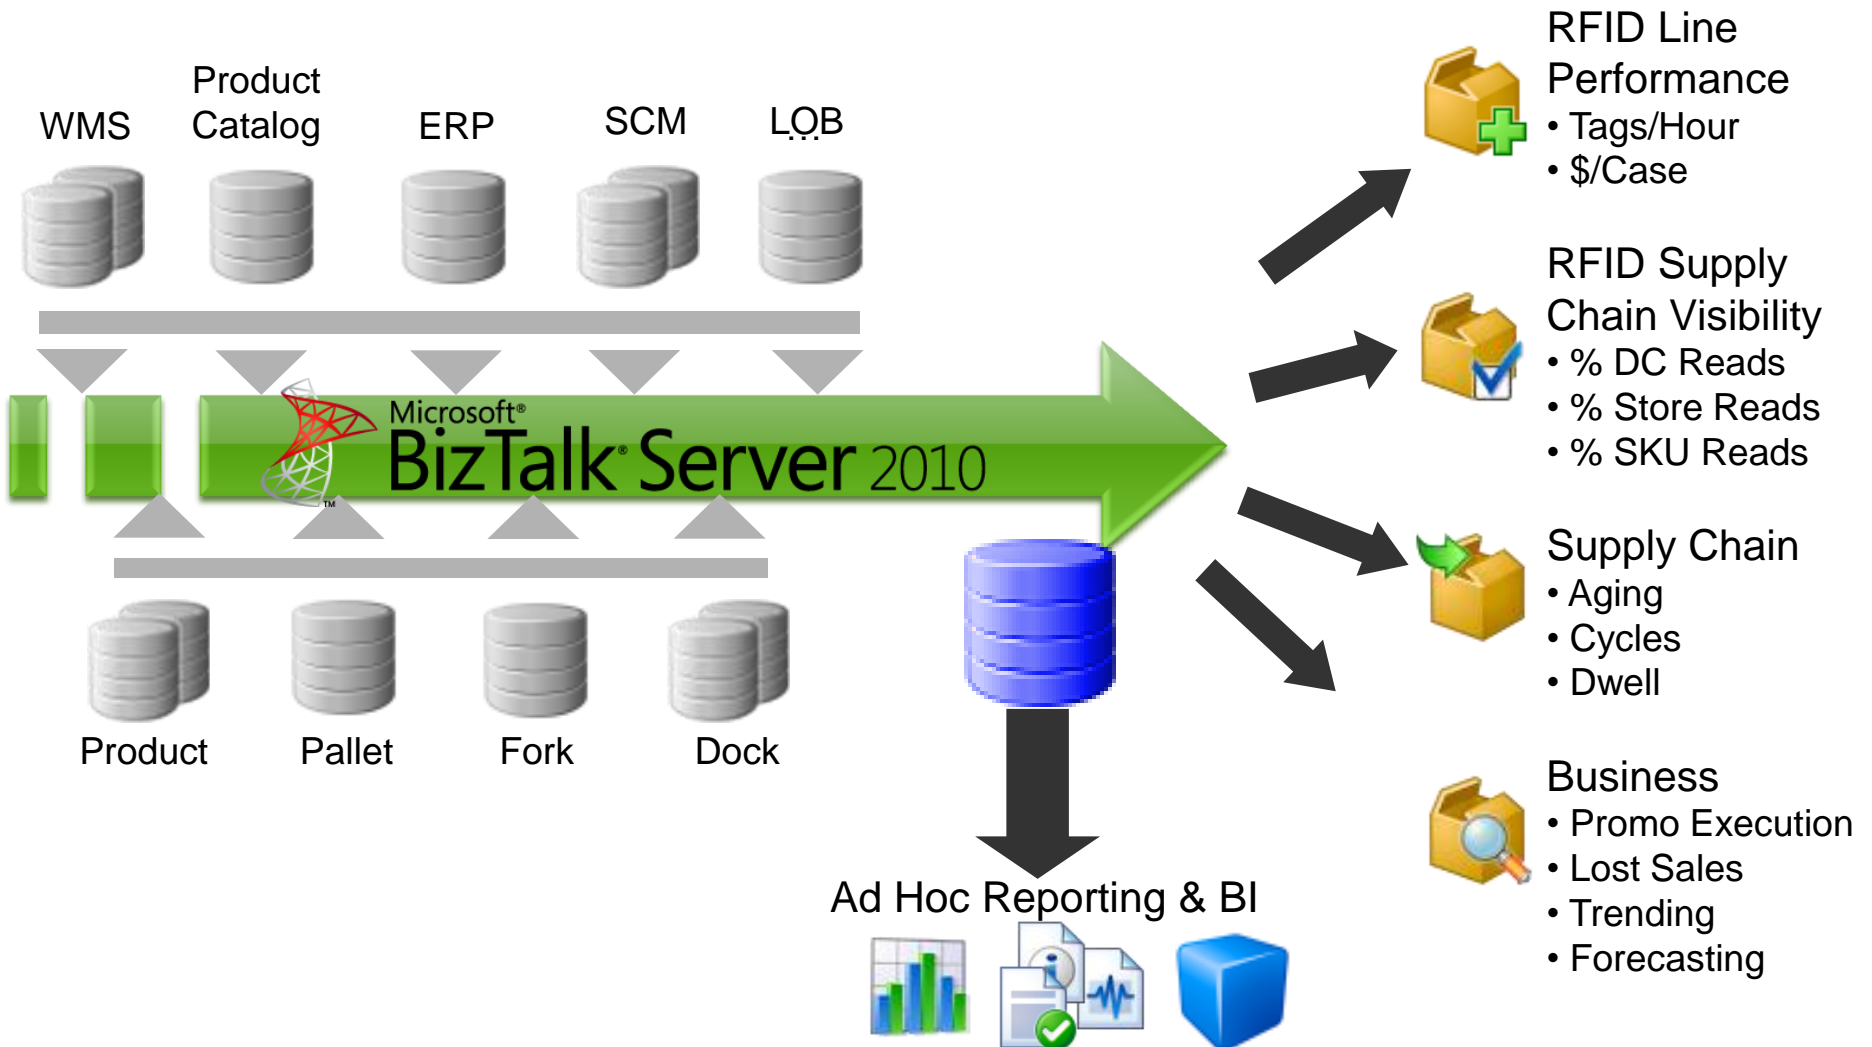 WMS
Product
Catalog
ERP
SCM
LOB
...
Microsoft®
BizTalk® Server 2010
TM
Product
Pallet
Fork
Dock
Ad Hoc Reporting & BI
RFID Line
Performance
• Tags/Hour
• $/Case
RFID Supply
Chain Visibility
• % DC Reads
• % Store Reads
• % SKU Reads
Supply Chain
• Aging
• Cycles
• Dwell
Business
• Promo Execution
• Lost Sales
• Trending
• Forecasting